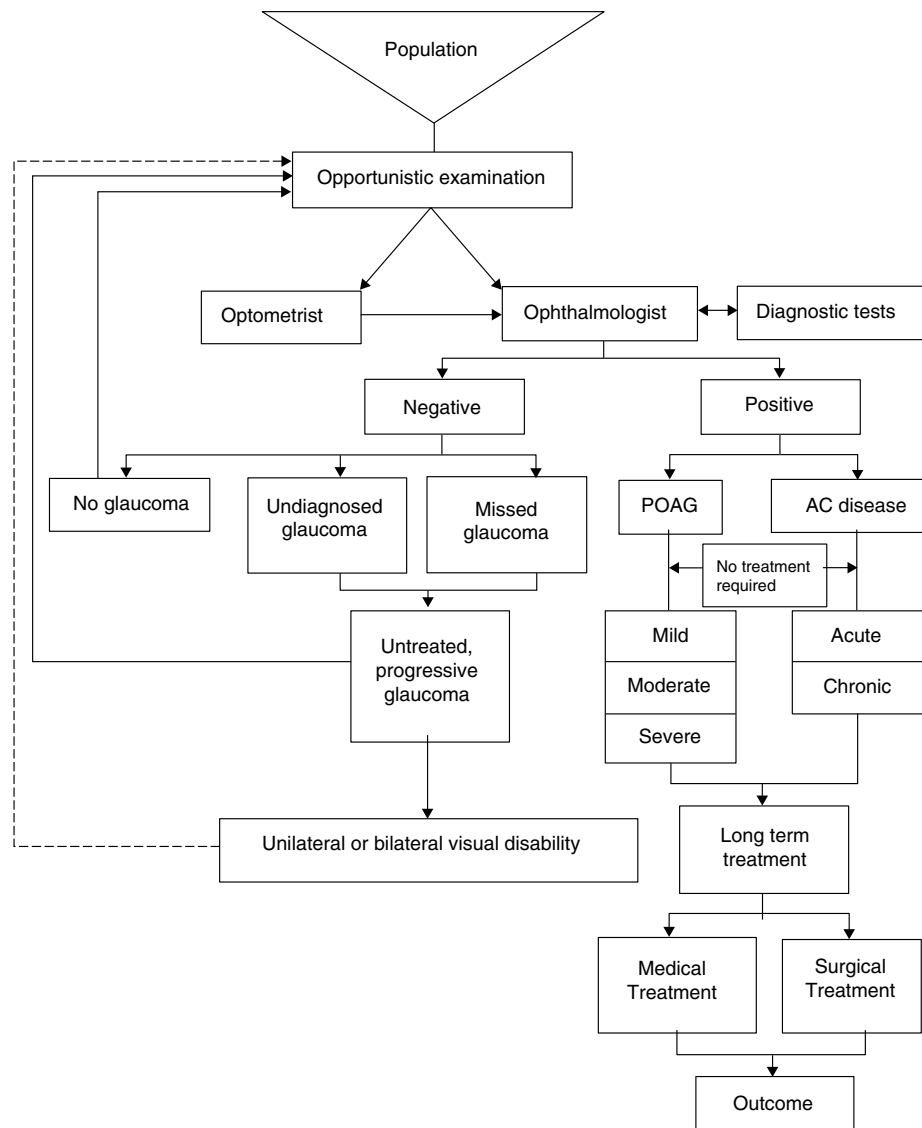 Population
Opportunistic examination
Optometrist
Ophthalmologist
Diagnostic tests
Negative
Positive
No glaucoma
Undiagnosed
glaucoma
Missed
glaucoma
POAG
AC disease
No treatment
required
Untreated,
progressive
glaucoma
Mild
Moderate
Severe
Acute
Chronic
Unilateral or bilateral visual disability
Long term
treatment
Medical
Treatment
Surgical
Treatment
Outcome